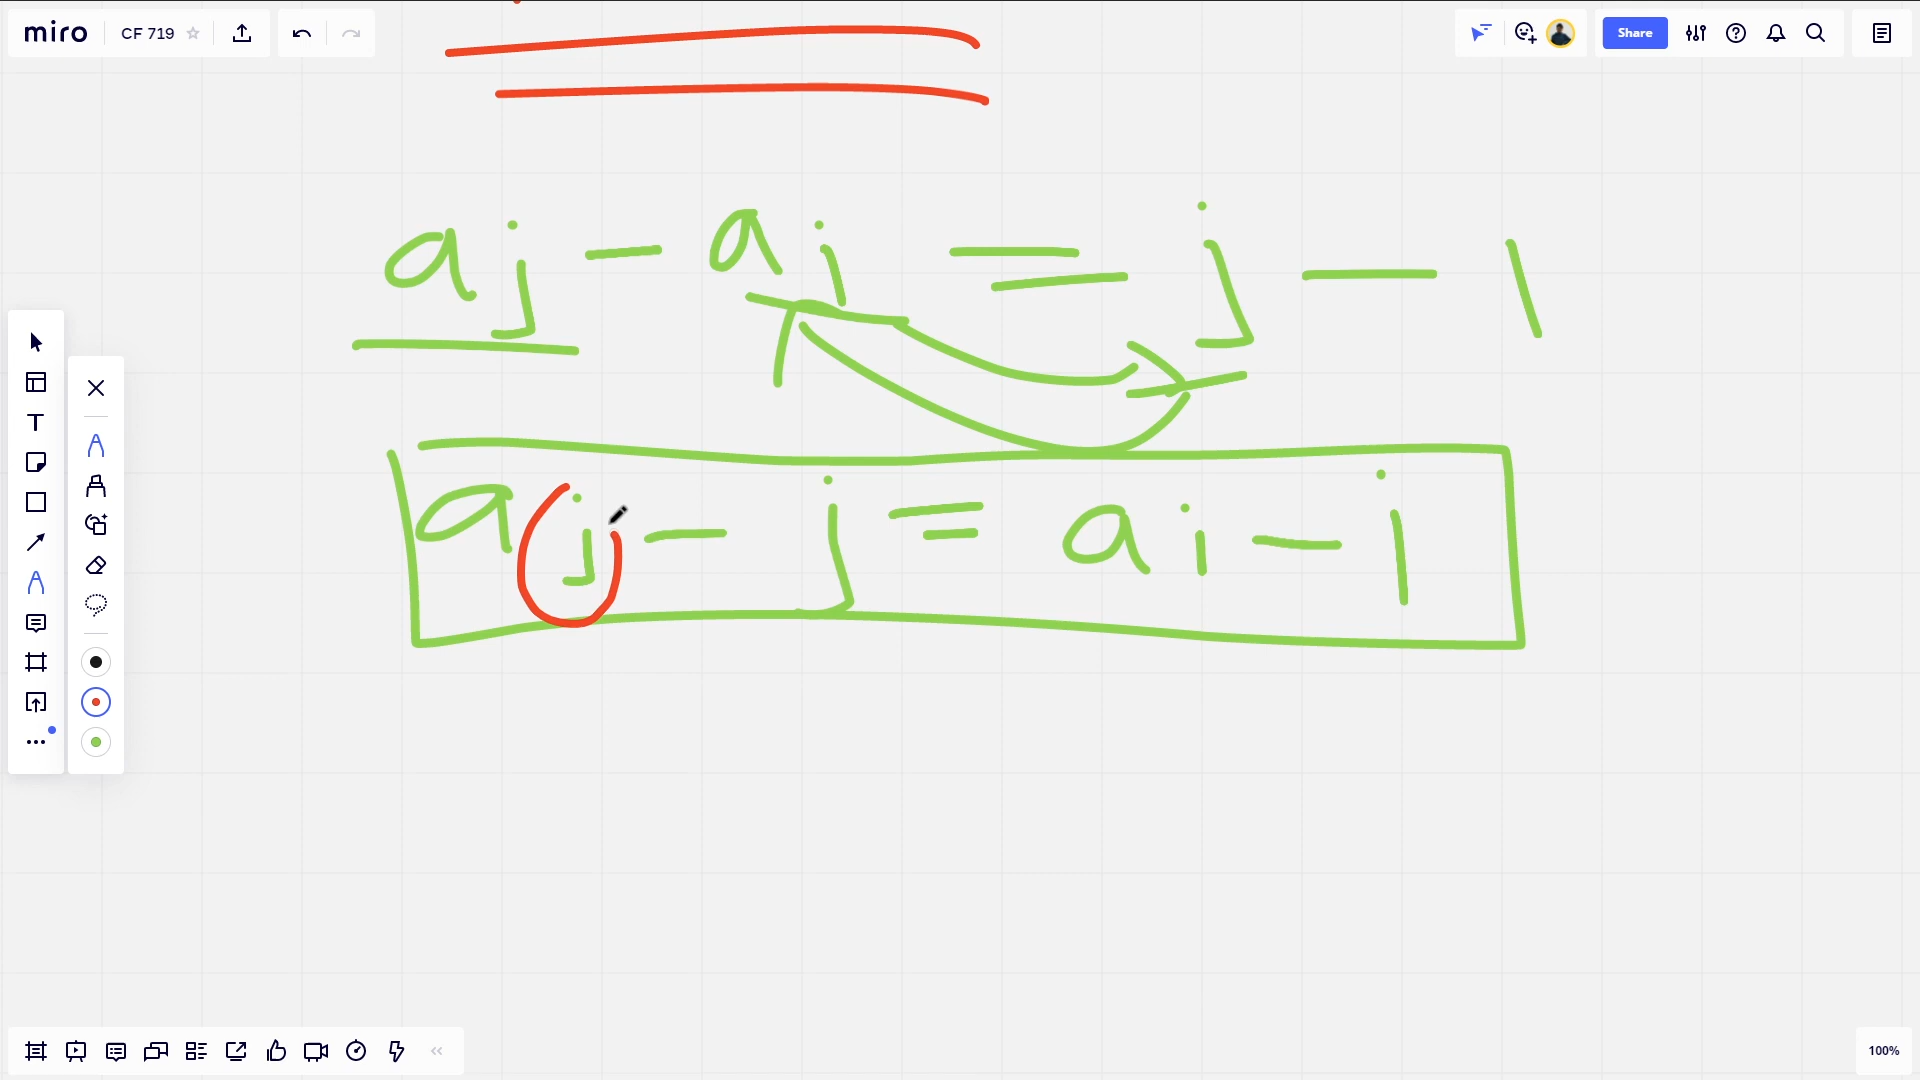 miro CF 719 Share
aj - ai = j - i
aj - j = ai - i
100%